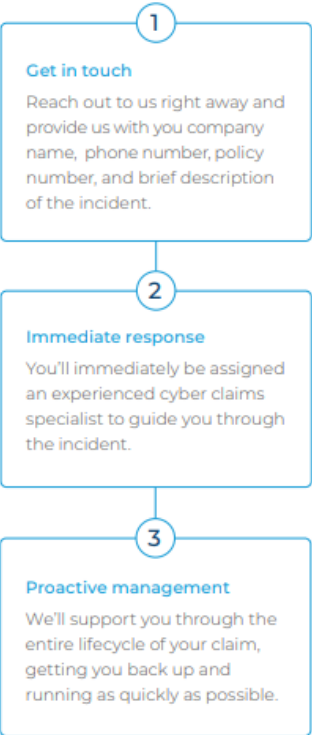 1
Get in touch
Reach out to us right away and
provide us with you company
name, phone number, policy
number, and brief description
of the incident.
2
Immediate response
You'll immediately be assigned
an experienced cyber claims
specialist to guide you through
the incident.
3
Proactive management
We'll support you through the
entire lifecycle of your claim,
getting you back up and
running as quickly as possible.